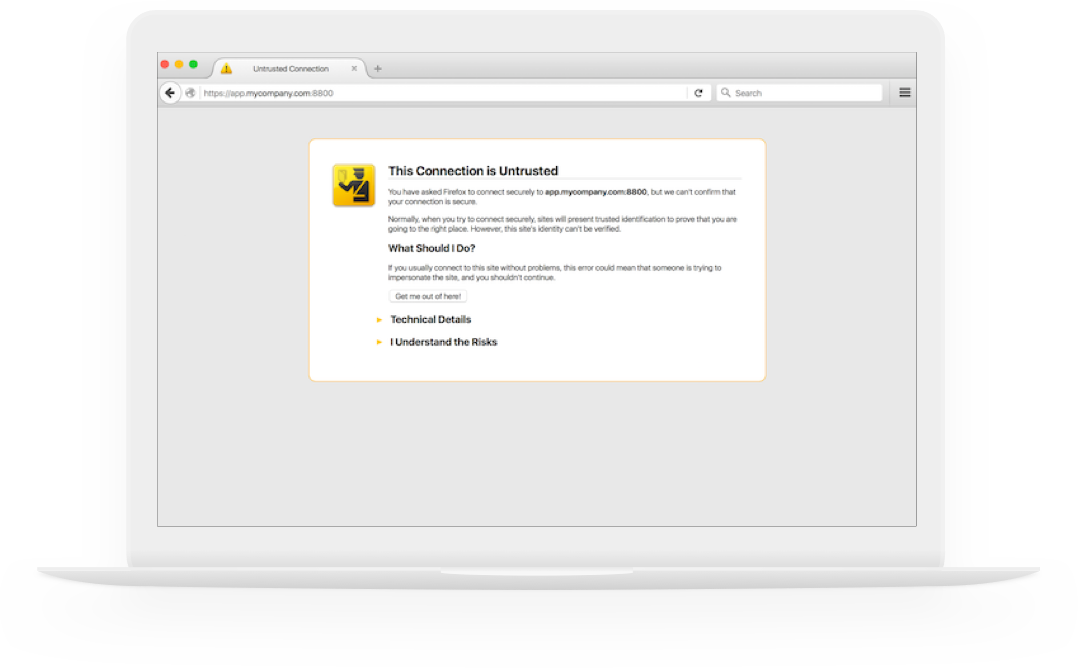 Untrusted Connection
https://app.mycompany.com:8800
Search
This Connection is Untrusted
You have asked Firefox to connect securely to app.mycompany.com:8800, but we can't confirm that
your connection is secure.
Normally, when you try to connect securely, sites will present trusted identification to prove that you are
going to the right place. However, this site's identity can't be verified.
What Should I Do?
If you usually connect to this site without problems, this error could mean that someone is trying to
impersonate the site, and you shouldn't continue.
Get me out of here!
Technical Details
I Understand the Risks